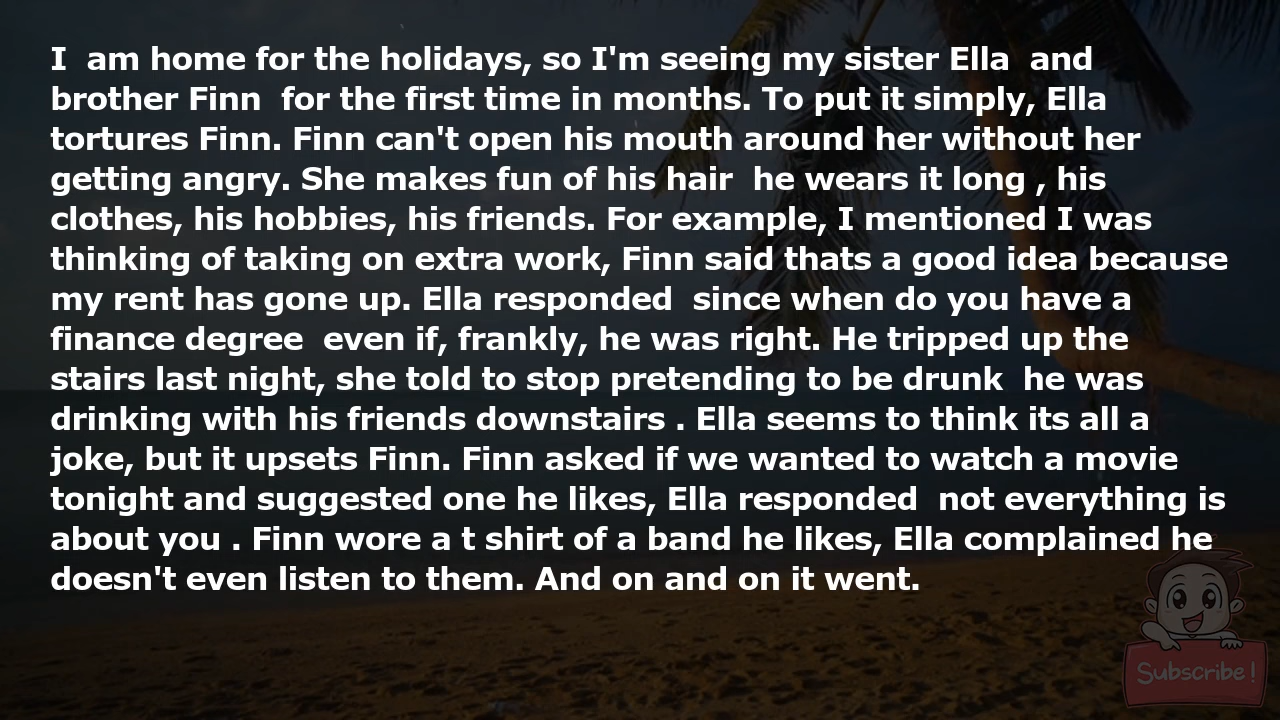 I  am home for the holidays, so I'm seeing my sister Ella  and
brother Finn  for the first time in months. To put it simply, Ella
tortures Finn. Finn can't open his mouth around her without her
getting angry. She makes fun of his hair  he wears it long , his
clothes, his hobbies, his friends. For example, I mentioned I was
thinking of taking on extra work, Finn said thats a good idea because
my rent has gone up. Ella responded  since when do you have a
finance degree  even if, frankly, he was right. He tripped up the
stairs last night, she told to stop pretending to be drunk  he was
drinking with his friends downstairs . Ella seems to think its all a
joke, but it upsets Finn. Finn asked if we wanted to watch a movie
tonight and suggested one he likes, Ella responded  not everything is
about you . Finn wore a t shirt of a band he likes, Ella complained he
doesn't even listen to them. And on and on it went.
Subscribe!